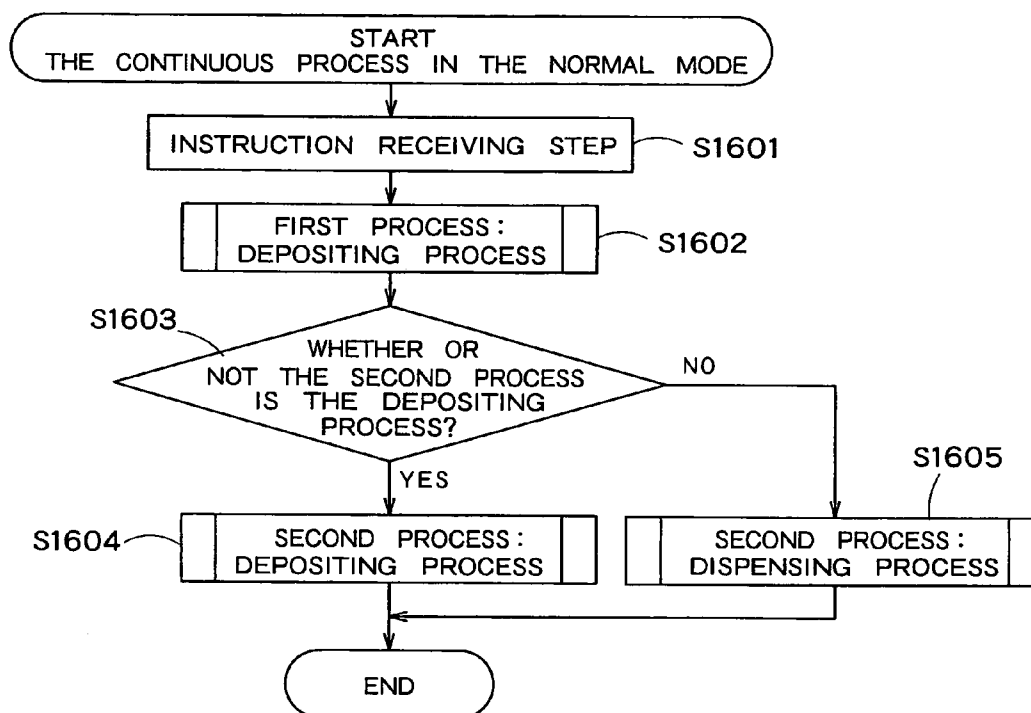 START
THE CONTINUOUS PROCESS IN THE NORMAL MODE
INSTRUCTION RECEIVING STEP
S1601
FIRST PROCESS:
DEPOSITING PROCESS
S1602
S1603
WHETHER OR
NOT THE SECOND PROCESS
IS THE DEPOSITING
PROCESS?
NO
YES
S1605
S1604
SECOND PROCESS:
DEPOSITING PROCESS
SECOND PROCESS:
DISPENSING PROCESS
END